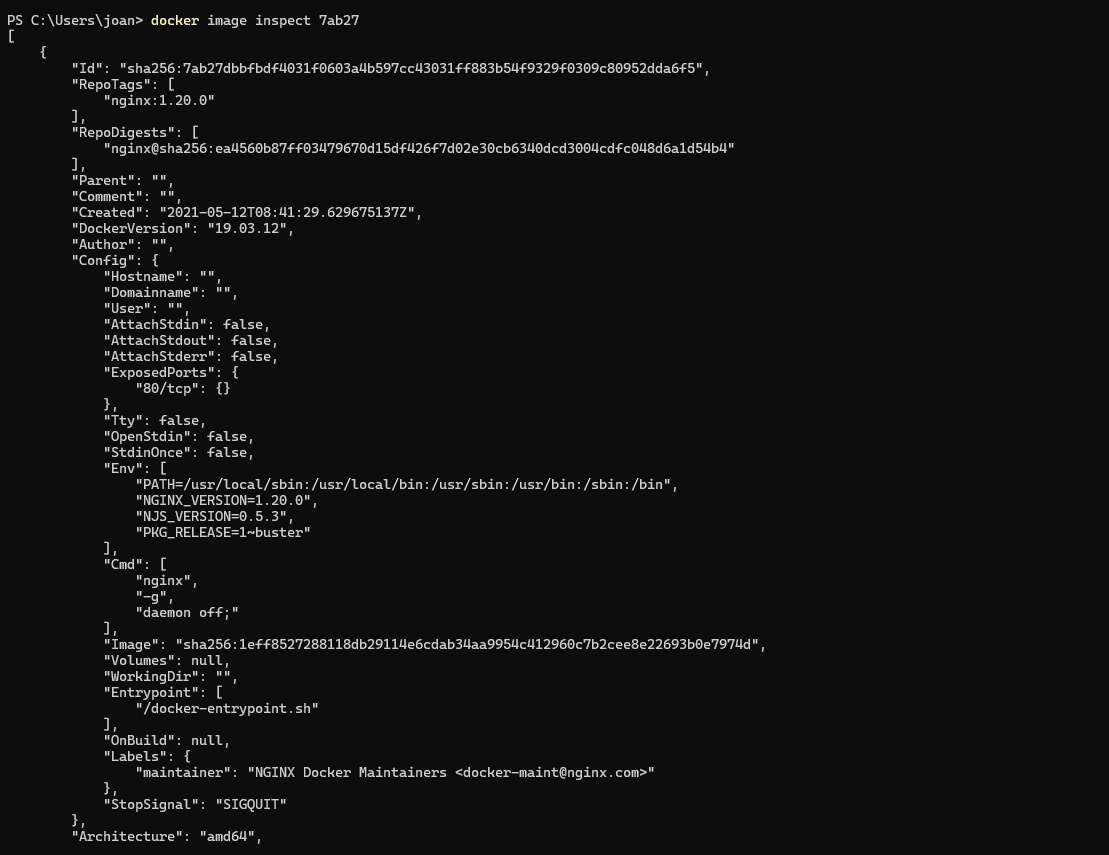 PS C:\Users\joan> docker image inspect 7ab27
[
    {
        "Id": "sha256:7ab27dbbfbdf4031f0603a4b597cc43031ff883b54f9329f0309c80952dda6f5",
        "RepoTags": [
            "nginx:1.20.0"
        ],
        "RepoDigests": [
            "nginx@sha256:ea4560b87ff03479670d15df426f7d02e30cb6340dcd3004cdfc048d6a1d54b4"
        ],
        "Parent": "",
        "Comment": "",
        "Created": "2021-05-12T08:41:29.629675137Z",
        "DockerVersion": "19.03.12",
        "Author": "",
        "Config": {
            "Hostname": "",
            "Domainname": "",
            "User": "",
            "AttachStdin": false,
            "AttachStdout": false,
            "AttachStderr": false,
            "ExposedPorts": {
                "80/tcp": {}
            },
            "Tty": false,
            "OpenStdin": false,
            "StdinOnce": false,
            "Env": [
                "PATH=/usr/local/sbin:/usr/local/bin:/usr/sbin:/usr/bin:/sbin:/bin",
                "NGINX_VERSION=1.20.0",
                "NJS_VERSION=0.5.3",
                "PKG_RELEASE=1~buster"
            ],
            "Cmd": [
                "nginx",
                "-g",
                "daemon off;"
            ],
            "Image": "sha256:1eff8527288118db29114e6cdab34aa9954c412960c7b2cee8e22693b0e7974d",
            "Volumes": null,
            "WorkingDir": "",
            "Entrypoint": [
                "/docker-entrypoint.sh"
            ],
            "OnBuild": null,
            "Labels": {
                "maintainer": "NGINX Docker Maintainers <docker-maint@nginx.com>"
            },
            "StopSignal": "SIGQUIT"
        },
        "Architecture": "amd64",